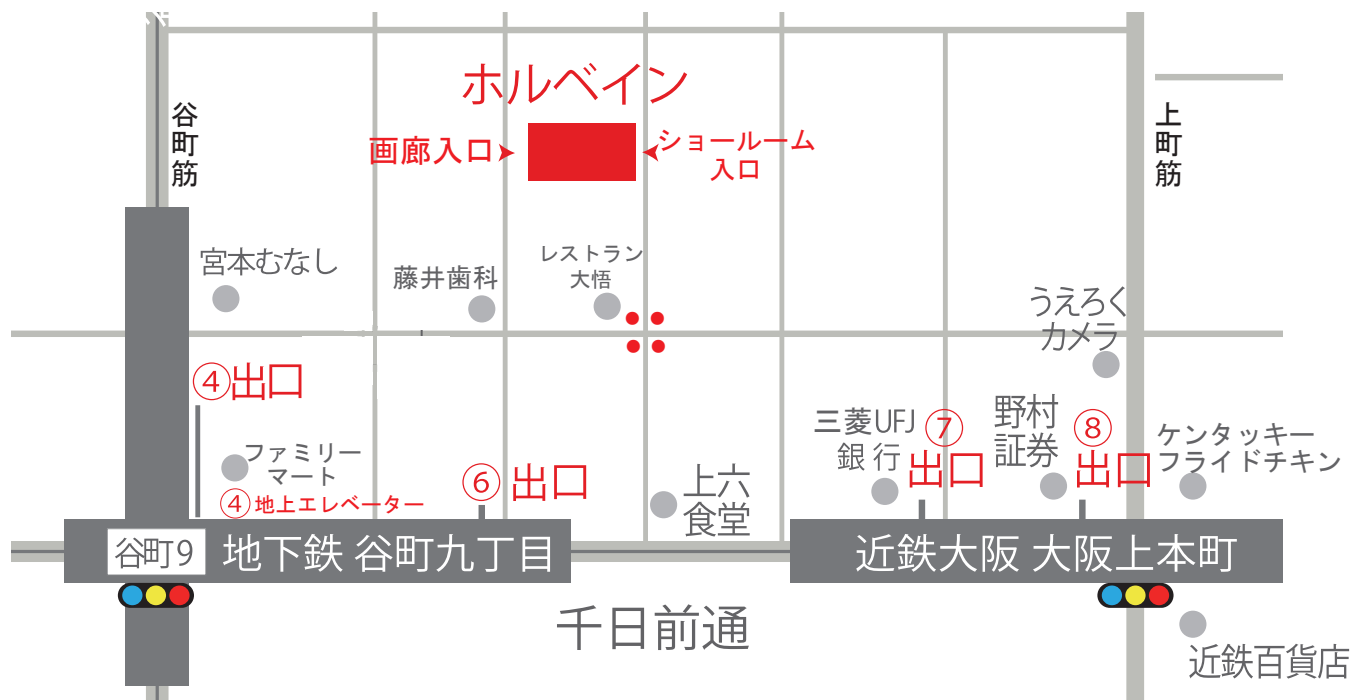 ホルベイン
谷町筋
上町筋
画廊入口
ショールーム
入口
宮本むなし
藤井歯科
レストラン
大悟
うえろく
カメラ
④出口
ファミリー
マート
④地上エレベーター
⑥出口
上六
食堂
三菱UFJ
銀行
⑦
出口
野村
証券
⑧
出口
ケンタッキー
フライドチキン
谷町9
地下鉄 谷町九丁目
近鉄大阪 大阪上本町
千日前通
近鉄百貨店